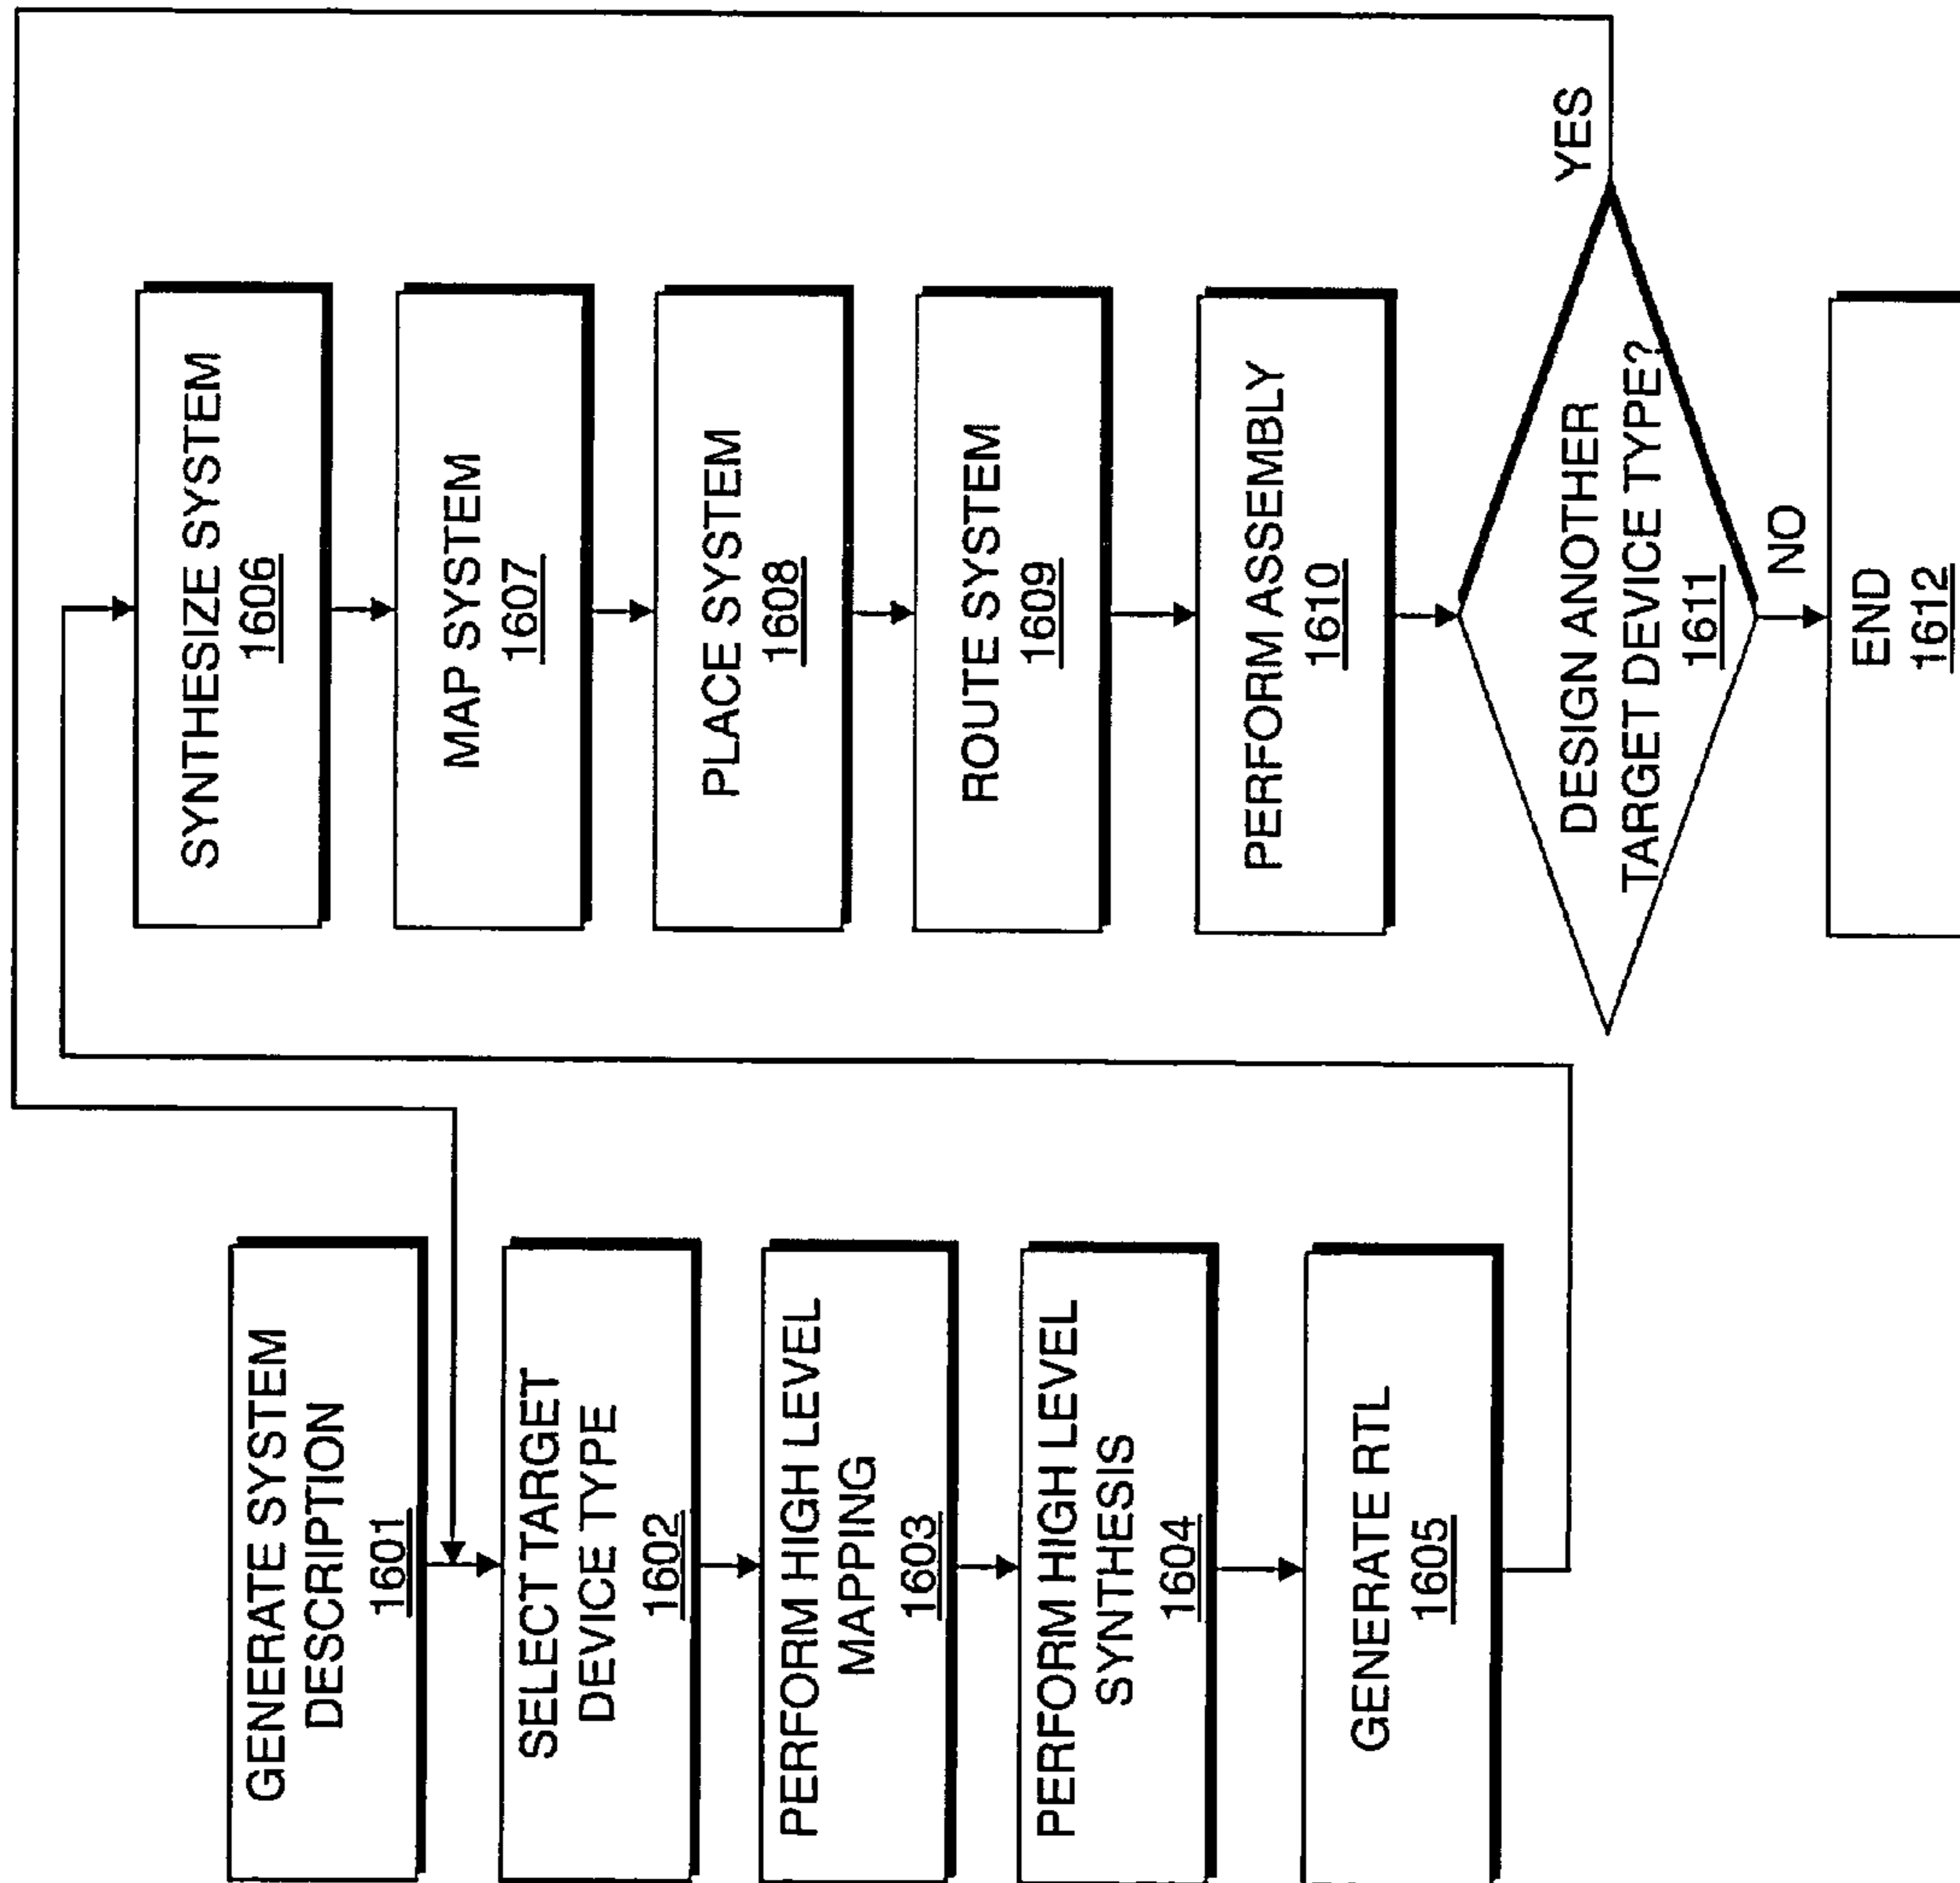 GENERATE SYSTEM
DESCRIPTION
1601
SELECT TARGET
DEVICE TYPE
1602
PERFORM HIGH LEVEL
MAPPING
1603
PERFORM HIGH LEVEL
SYNTHESIS
1604
GENERATE RTL
1605
SYNTHESIZE SYSTEM
1606
MAP SYSTEM
1607
PLACE SYSTEM
1608
ROUTE SYSTEM
1609
PERFORM ASSEMBLY
1610
DESIGN ANOTHER
TARGET DEVICE TYPE?
1611
YES
NO
END
1612